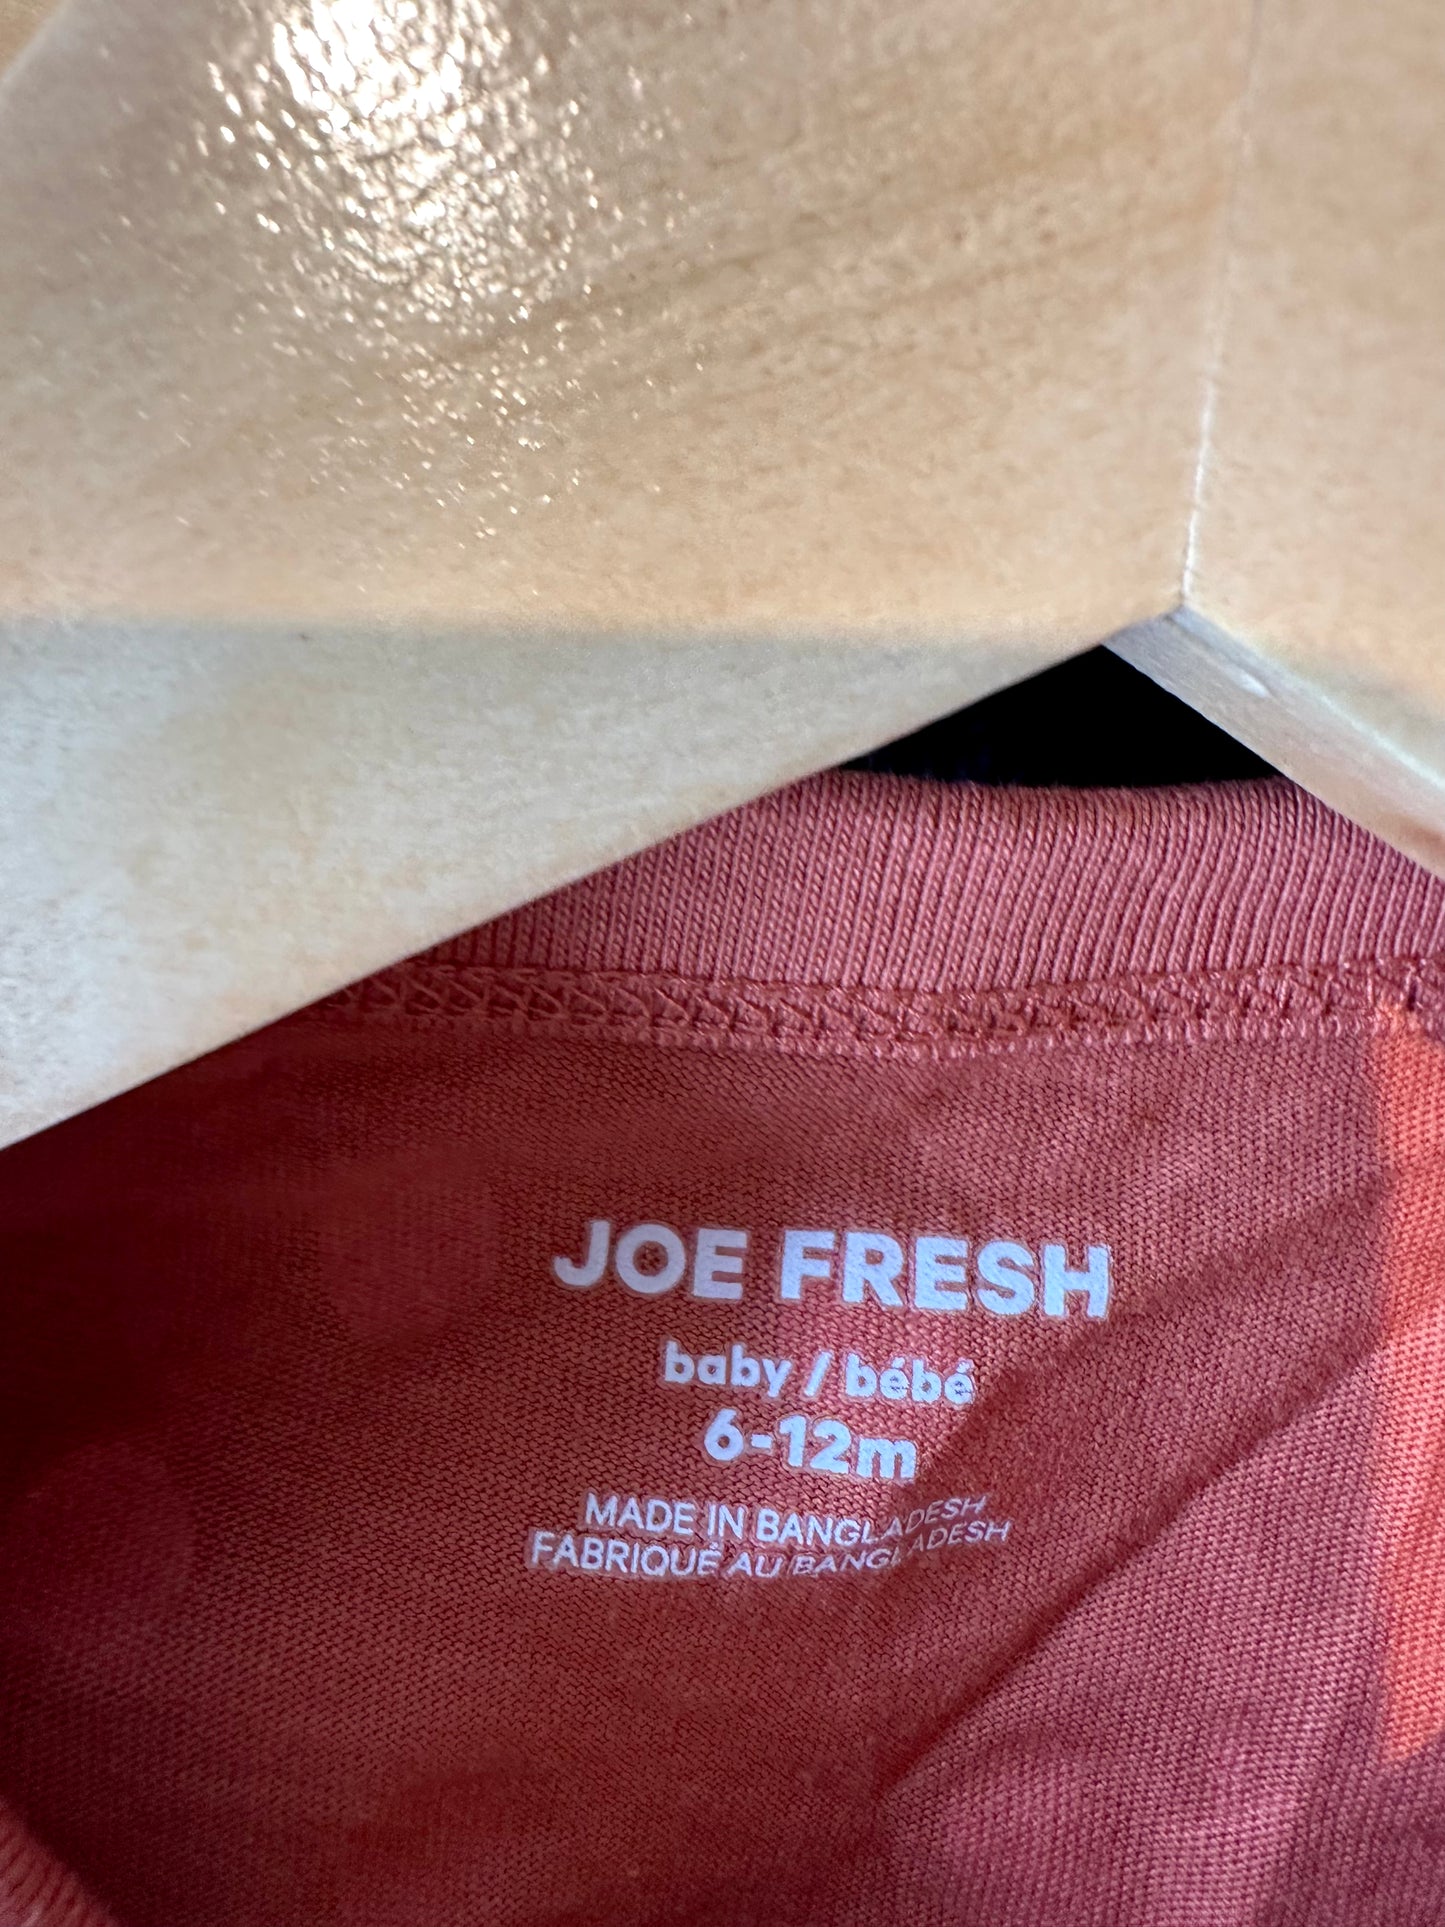 JOE FRESH
baby / bébé
6-12m
MADE IN BANGLADESH
FABRIQUÉ AU BANGLADESH